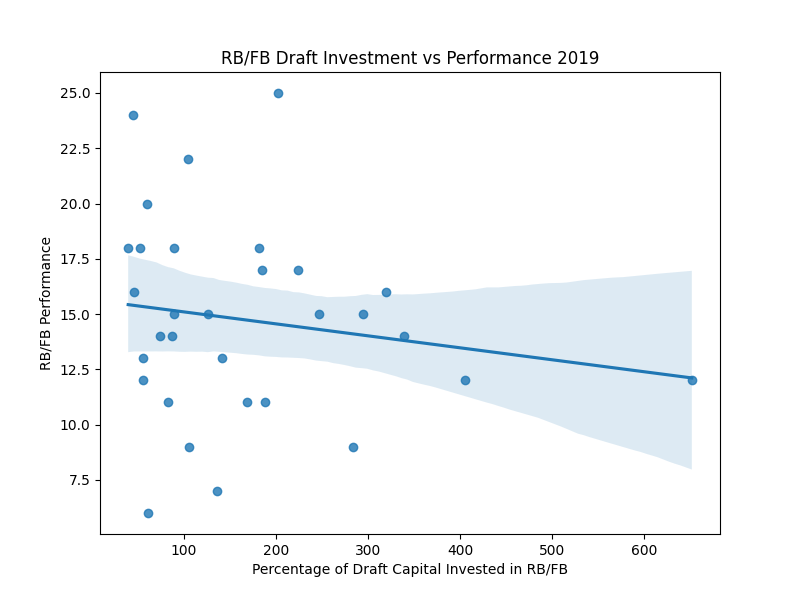 RB/FB Draft Investment vs Performance 2019
25.0
22.5
20.0
17.5
15.0
12.5
10.0
7.5
RB/FB Performance
100 200 300 400 500 600
Percentage of Draft Capital Invested in RB/FB